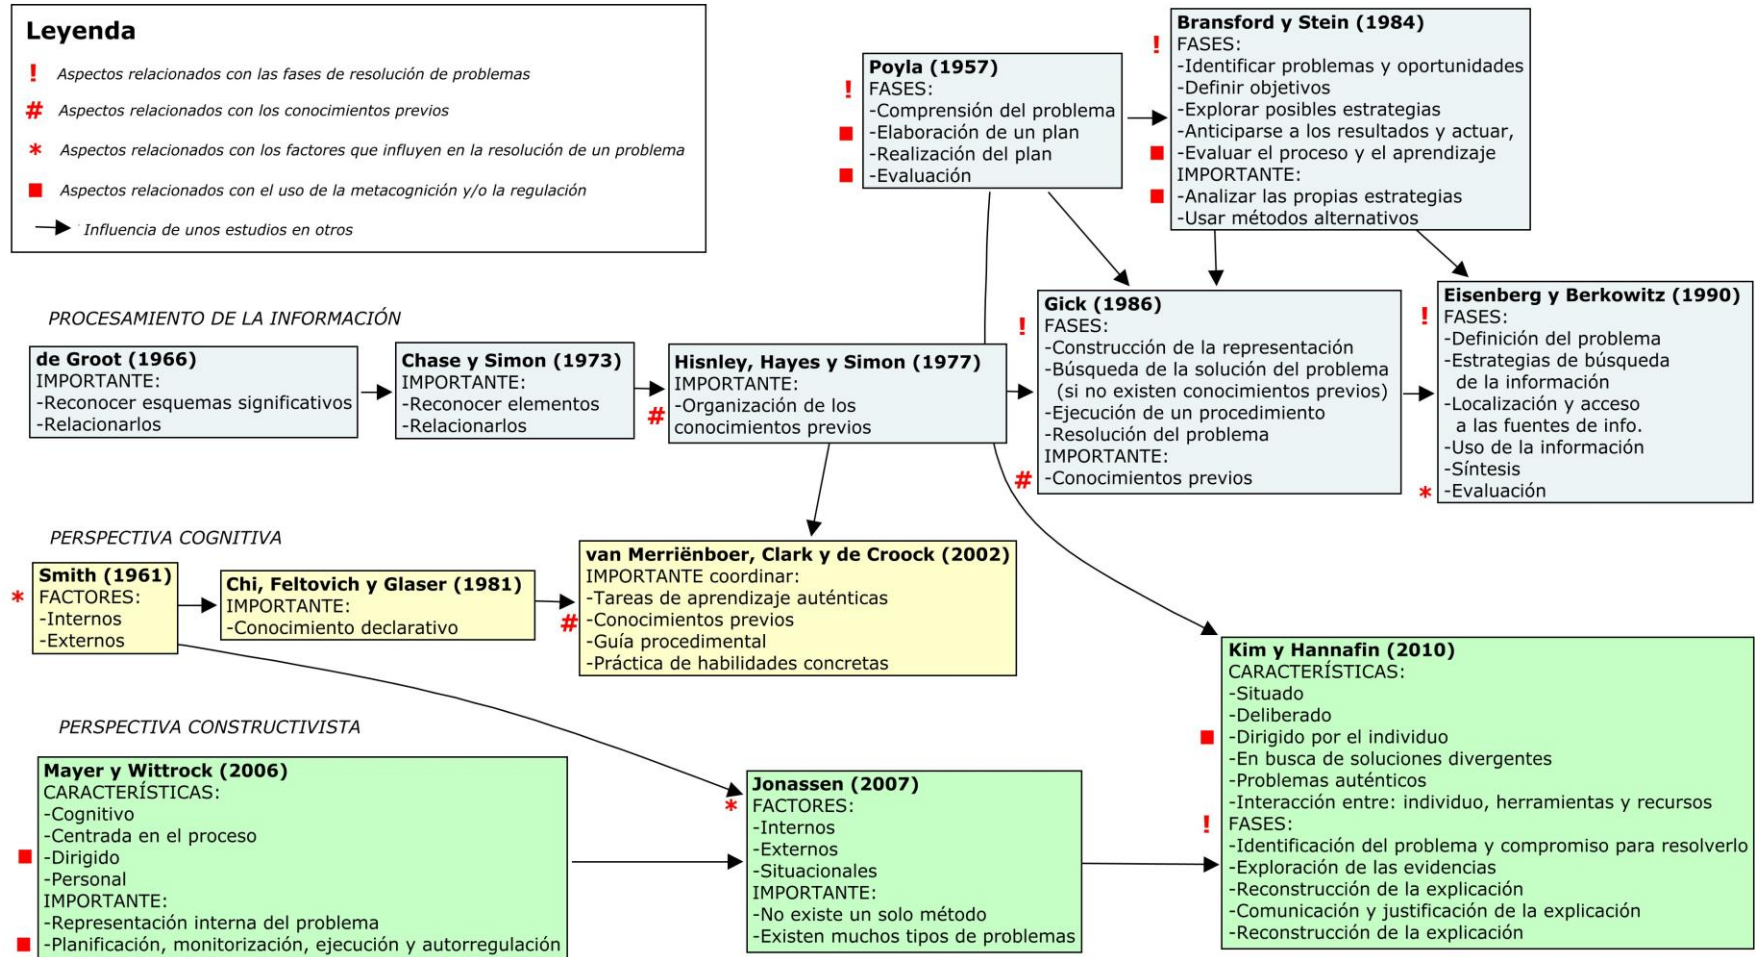 Leyenda
! Aspectos relacionados con las fases de resolución de problemas
# Aspectos relacionados con los conocimientos previos
* Aspectos relacionados con los factores que influyen en la resolución de un problema
■ Aspectos relacionados con el uso de la metacognición y/o la regulación
Influencia de unos estudios en otros
Poyla (1957)
! FASES:
-Comprensión del problema
■ -Elaboración de un plan
-Realización del plan
■ -Evaluación
Bransford y Stein (1984)
! FASES:
-Identificar problemas y oportunidades
-Definir objetivos
-Explorar posibles estrategias
-Anticiparse a los resultados y actuar,
■ -Evaluar el proceso y el aprendizaje
IMPORTANTE:
■ -Analizar las propias estrategias
-Usar métodos alternativos
PROCESAMIENTO DE LA INFORMACIÓN
de Groot (1966)
IMPORTANTE:
-Reconocer esquemas significativos
-Relacionarlos
Chase y Simon (1973)
IMPORTANTE:
-Reconocer elementos
-Relacionarlos
Hisnley, Hayes y Simon (1977)
IMPORTANTE:
# -Organización de los
conocimientos previos
Gick (1986)
! FASES:
-Construcción de la representación
-Búsqueda de la solución del problema
(si no existen conocimientos previos)
-Ejecución de un procedimiento
-Resolución del problema
IMPORTANTE:
# -Conocimientos previos
Eisenberg y Berkowitz (1990)
! FASES:
-Definición del problema
-Estrategias de búsqueda
de la información
-Localización y acceso
a las fuentes de info.
-Uso de la información
-Síntesis
* -Evaluación
PERSPECTIVA COGNITIVA
Smith (1961)
* FACTORES:
-Internos
-Externos
Chi, Feltovich y Glaser (1981)
IMPORTANTE:
-Conocimiento declarativo
van Merriënboer, Clark y de Croock (2002)
IMPORTANTE coordinar:
-Tareas de aprendizaje auténticas
# -Conocimientos previos
-Guía procedimental
-Práctica de habilidades concretas
PERSPECTIVA CONSTRUCTIVISTA
Mayer y Wittrock (2006)
CARACTERÍSTICAS:
-Cognitivo
-Centrada en el proceso
■ -Dirigido
-Personal
IMPORTANTE:
-Representación interna del problema
■ -Planificación, monitorización, ejecución y autorregulación
Jonassen (2007)
* FACTORES:
-Internos
-Externos
-Situacionales
IMPORTANTE:
-No existe un solo método
-Existen muchos tipos de problemas
Kim y Hannafin (2010)
CARACTERÍSTICAS:
-Situado
-Deliberado
■ -Dirigido por el individuo
-En busca de soluciones divergentes
-Problemas auténticos
-Interacción entre: individuo, herramientas y recursos
! FASES:
-Identificación del problema y compromiso para resolverlo
-Exploración de las evidencias
-Reconstrucción de la explicación
-Comunicación y justificación de la explicación
-Reconstrucción de la explicación